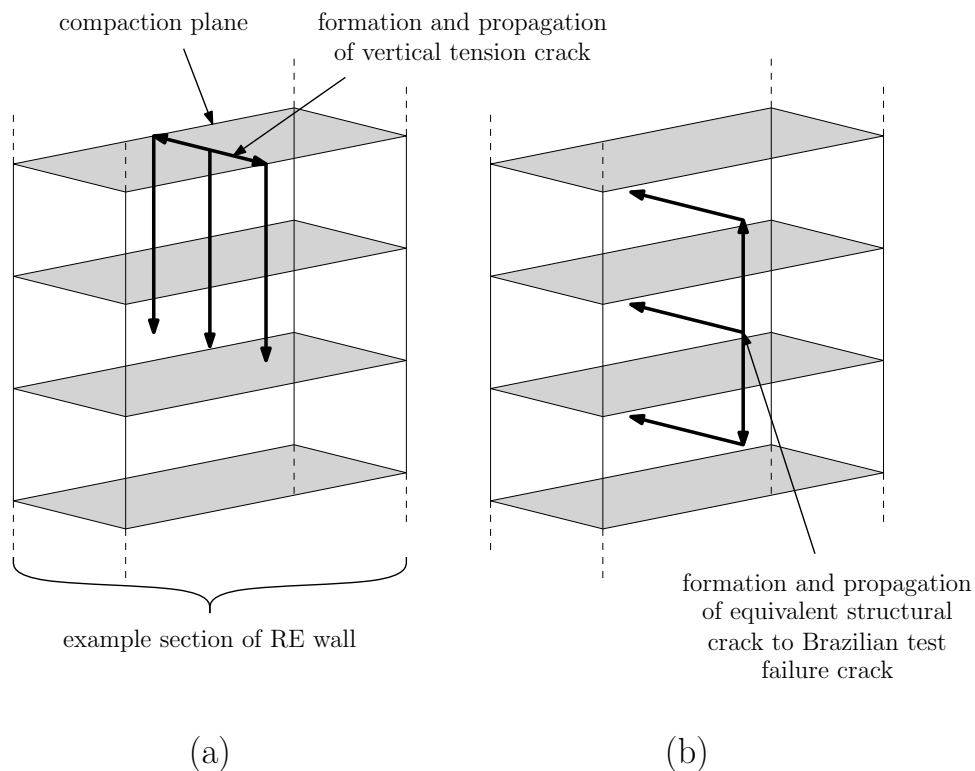 compaction plane
formation and propagation
of vertical tension crack
example section of RE wall
formation and propagation
of equivalent structural
crack to Brazilian test
failure crack
(a)
(b)